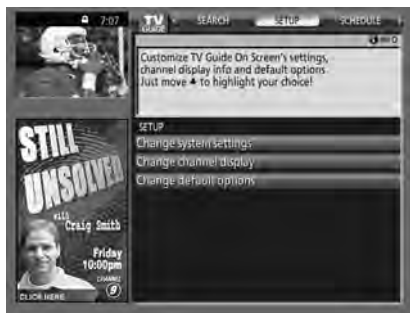 7:07
TV GUIDE
SEARCH
SETUP
SCHEDULE
INFO
Customize TV Guide On Screen's settings,
channel display info and default options
Just move ▲ to highlight your choice!
SETUP
Change system settings
Change channel display
Change default options
STILL
UNSOLVED
with
Craig Smith
Friday
10:00pm
CHANNEL
9
CLICK HERE